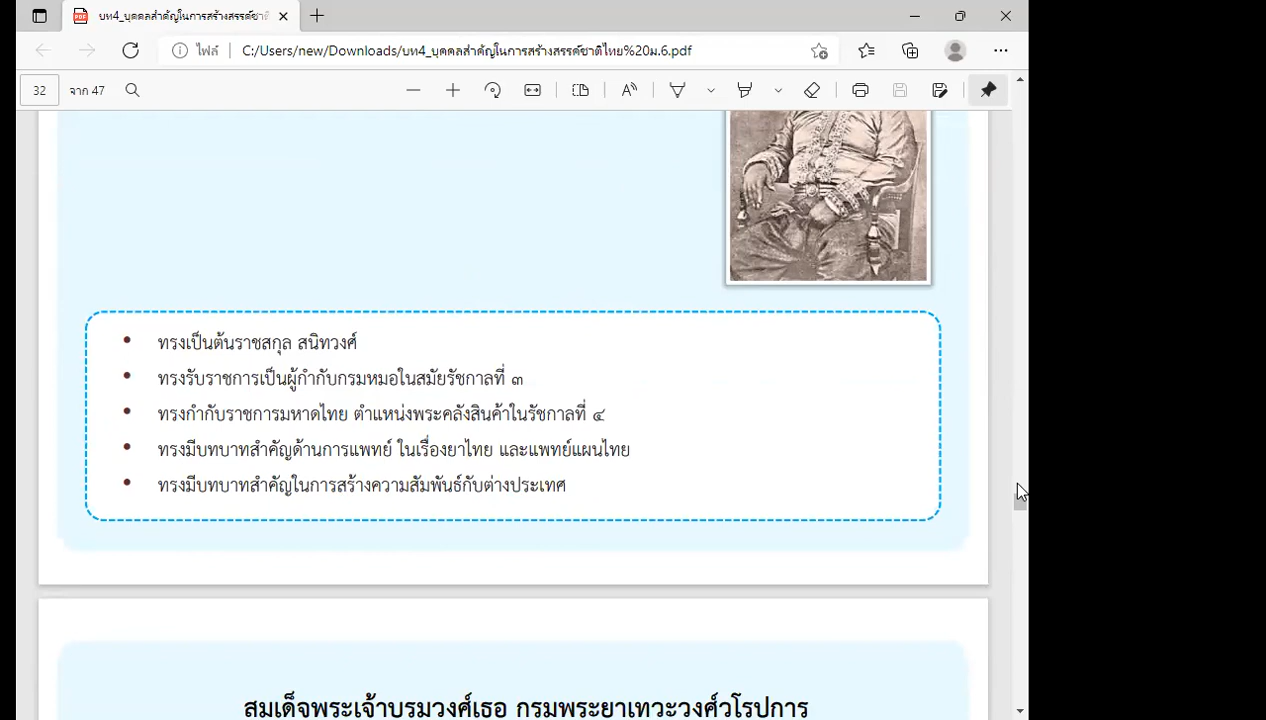 บท4_บุคคลสำคัญในการสร้างสรรค์ชาติ
ไฟล์ C:/Users/new/Downloads/บท4_บุคคลสำคัญในการสร้างสรรค์ชาติไทย%20ม.6.pdf
32 จาก 47
ทรงเป็นต้นราชสกุล สนิทวงศ์
ทรงรับราชการเป็นผู้กำกับกรมหมอในสมัยรัชกาลที่ ๓
ทรงกำกับราชการมหาดไทย ตำแหน่งพระคลังสินค้าในรัชกาลที่ ๔
ทรงมีบทบาทสำคัญด้านการแพทย์ ในเรื่องยาไทย และแพทย์แผนไทย
ทรงมีบทบาทสำคัญในการสร้างความสัมพันธ์กับต่างประเทศ
สมเด็จพระเจ้าบรมวงศ์เธอ กรมพระยาเทวะวงศ์วโรปการ